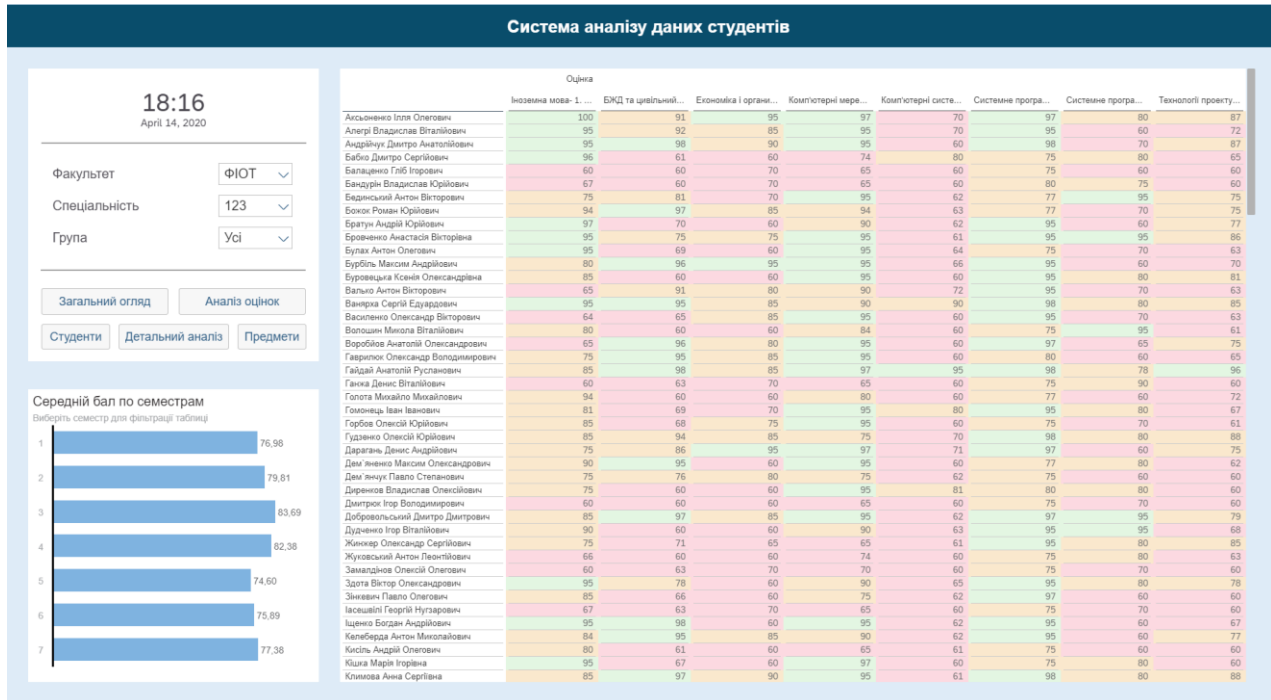 Система аналізу даних студентів
18:16
April 14, 2020
Факультет ФІОТ
Спеціальність 123
Група Усі
Загальний огляд Аналіз оцінок
Студенти Детальний аналіз Предмети
Середній бал по семестрам
Виберіть семестр для фільтрації таблиці
1 76,98
2 79,81
3 83,69
4 82,38
5 74,60
6 75,89
7 77,38
Оцінка
Іноземна мова- 1. ... БЖД та цивільний... Економіка і органи... Комп'ютерні мере... Комп'ютерні систе... Системне програ... Системне програ... Технології проекту...
Аксьоненко Ілля Олегович 100 91 95 97 70 97 80 87
Алегрі Владислав Віталійович 95 92 85 95 70 95 60 72
Андрійчук Дмитро Анатолійович 95 98 90 95 60 98 70 87
Бабко Дмитро Сергійович 96 61 60 74 80 75 80 65
Балаценко Гліб Ігорович 60 60 70 65 60 75 60 60
Бандурін Владислав Юрійович 67 60 70 65 60 80 75 60
Бединський Антон Вікторович 75 81 70 95 62 77 95 75
Божок Роман Юрійович 94 97 85 94 63 77 70 75
Братун Андрій Юрійович 97 70 60 90 62 95 60 77
Бровченко Анастасія Вікторівна 95 75 75 95 61 95 95 86
Булах Антон Олегович 95 69 60 95 64 75 70 63
Бурбіль Максим Андрійович 80 96 95 95 66 95 60 70
Буровецька Ксенія Олександрівна 85 60 60 95 60 95 80 81
Валько Антон Вікторович 65 91 80 90 72 95 70 63
Ванярха Сергій Едуардович 95 95 85 90 90 98 80 85
Василенко Олександр Вікторович 64 65 85 95 60 95 70 63
Волошин Микола Віталійович 80 60 60 84 60 75 95 61
Воробйов Анатолій Олександрович 65 96 80 95 60 97 65 75
Гаврилюк Олександр Володимирович 75 95 85 95 60 80 60 65
Гайдай Анатолій Русланович 85 98 85 97 95 98 78 96
Ганжа Денис Віталійович 60 63 70 65 60 75 90 60
Голота Михайло Михайлович 94 60 60 80 60 77 60 72
Гомонець Іван Іванович 81 69 70 95 80 95 80 67
Горбов Олексій Юрійович 85 68 75 95 60 75 70 61
Гудзенко Олексій Юрійович 85 94 85 75 70 98 80 88
Дарагань Денис Андрійович 75 86 95 97 71 97 60 75
Дем`яненко Максим Олександрович 90 95 60 95 60 77 80 62
Дем`янчук Павло Степанович 75 76 80 75 62 75 60 60
Диренков Владислав Олексійович 75 60 60 95 81 80 80 60
Дмитрюк Ігор Володимирович 60 60 60 65 60 75 70 60
Добровольський Дмитро Дмитрович 85 97 85 95 62 97 95 79
Дудченко Ігор Віталійович 90 60 60 90 63 95 95 68
Жинжер Олександр Сергійович 75 71 65 65 61 95 80 85
Жуковський Антон Леонтійович 66 60 60 74 60 75 80 63
Замалдінов Олексій Олегович 60 63 70 70 60 75 70 60
Здота Віктор Олександрович 95 78 60 90 65 95 80 78
Зінкевич Павло Олегович 85 66 60 75 62 97 60 60
Іасешвілі Георгій Нугзарович 67 63 70 65 60 75 70 60
Іщенко Богдан Андрійович 95 98 60 95 62 95 60 67
Келеберда Антон Миколайович 84 95 85 90 62 95 60 77
Кисіль Андрій Олегович 80 61 60 65 61 75 60 60
Кішка Марія Ігорівна 95 67 60 97 60 75 80 60
Климова Анна Сергіївна 85 97 90 95 61 98 80 88